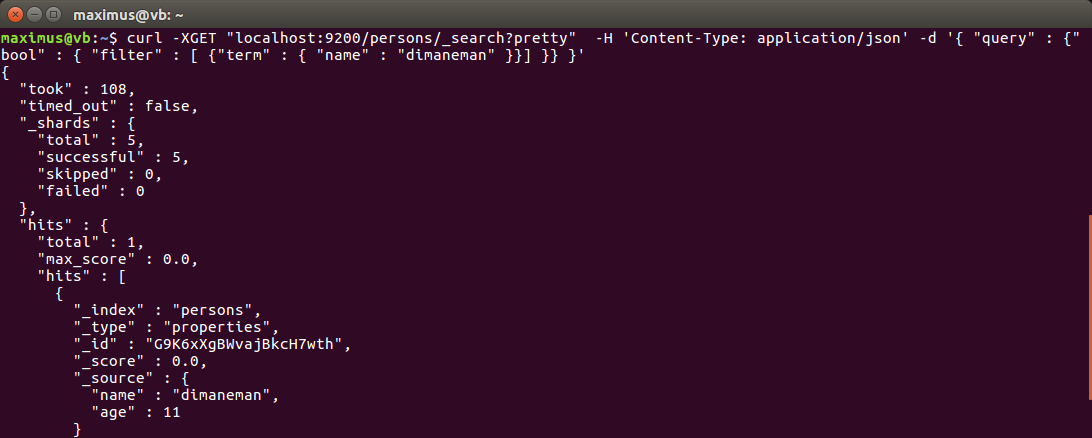 maximus@vb: ~
maximus@vb:~$ curl -XGET "localhost:9200/persons/_search?pretty"  -H 'Content-Type: application/json' -d '{ "query" : {"
bool" : { "filter" : [ {"term" : { "name" : "dimaneman" }}] }} }'
{
  "took" : 108,
  "timed_out" : false,
  "_shards" : {
    "total" : 5,
    "successful" : 5,
    "skipped" : 0,
    "failed" : 0
  },
  "hits" : {
    "total" : 1,
    "max_score" : 0.0,
    "hits" : [
      {
        "_index" : "persons",
        "_type" : "properties",
        "_id" : "G9K6xXgBWvajBkcH7wth",
        "_score" : 0.0,
        "_source" : {
          "name" : "dimaneman",
          "age" : 11
        }